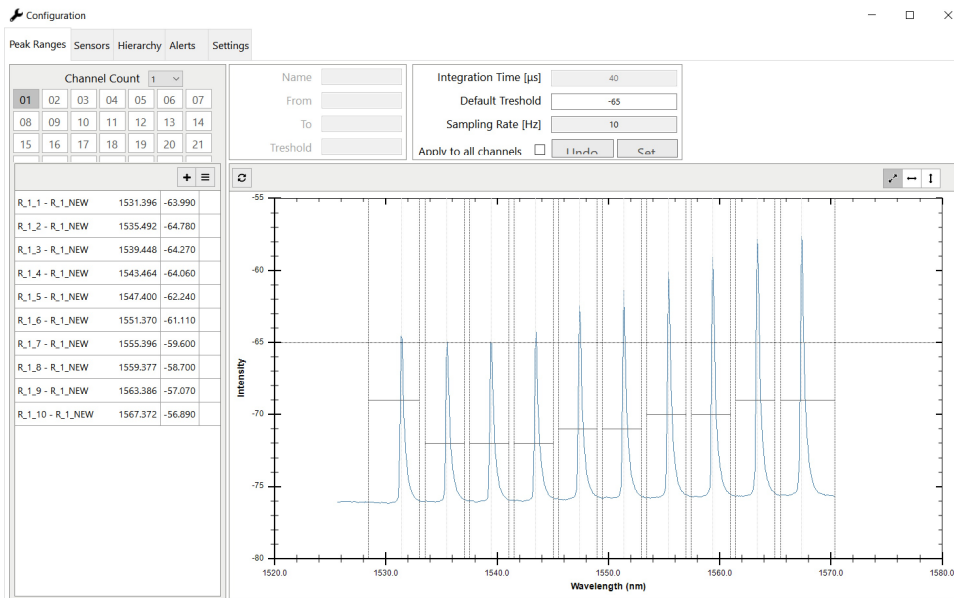 Configuration
Peak Ranges Sensors Hierarchy Alerts Settings
Channel Count 1
01 02 03 04 05 06 07
08 09 10 11 12 13 14
15 16 17 18 19 20 21
Name
From
To
Treshold
Integration Time [µs] 40
Default Treshold -65
Sampling Rate [Hz] 10
Apply to all channels Undo Set
R_1_1 - R_1_NEW 1531.396 -63.990
R_1_2 - R_1_NEW 1535.492 -64.780
R_1_3 - R_1_NEW 1539.448 -64.270
R_1_4 - R_1_NEW 1543.464 -64.060
R_1_5 - R_1_NEW 1547.400 -62.240
R_1_6 - R_1_NEW 1551.370 -61.110
R_1_7 - R_1_NEW 1555.396 -59.600
R_1_8 - R_1_NEW 1559.377 -58.700
R_1_9 - R_1_NEW 1563.386 -57.070
R_1_10 - R_1_NEW 1567.372 -56.890
-55
-60
-65
-70
-75
-80
Intensity
1520.0 1530.0 1540.0 1550.0 1560.0 1570.0 1580.0
Wavelength (nm)